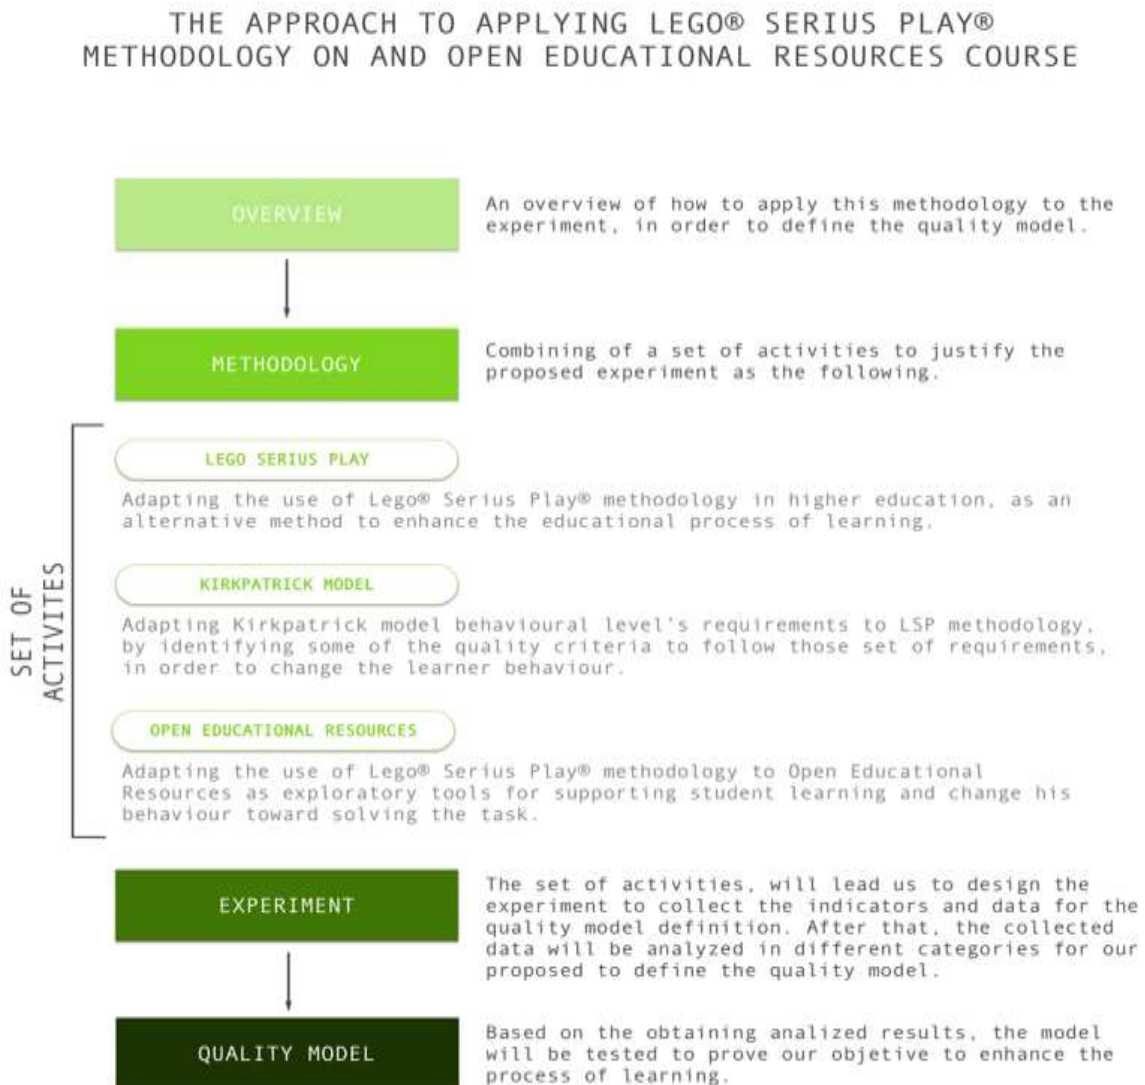 THE APPROACH TO APPLYING LEGO® SERIUS PLAY®
METHODOLOGY ON AND OPEN EDUCATIONAL RESOURCES COURSE
OVERVIEW
An overview of how to apply this methodology to the
experiment, in order to define the quality model.
METHODOLOGY
Combining of a set of activities to justify the
proposed experiment as the following.
SET OF
ACTIVITES
LEGO SERIUS PLAY
Adapting the use of Lego® Serius Play® methodology in higher education, as an
alternative method to enhance the educational process of learning.
KIRKPATRICK MODEL
Adapting Kirkpatrick model behavioural level's requirements to LSP methodology,
by identifying some of the quality criteria to follow those set of requirements,
in order to change the learner behaviour.
OPEN EDUCATIONAL RESOURCES
Adapting the use of Lego® Serius Play® methodology to Open Educational
Resources as exploratory tools for supporting student learning and change his
behaviour toward solving the task.
EXPERIMENT
The set of activities, will lead us to design the
experiment to collect the indicators and data for the
quality model definition. After that, the collected
data will be analyzed in different categories for our
proposed to define the quality model.
QUALITY MODEL
Based on the obtaining analized results, the model
will be tested to prove our objetive to enhance the
process of learning.